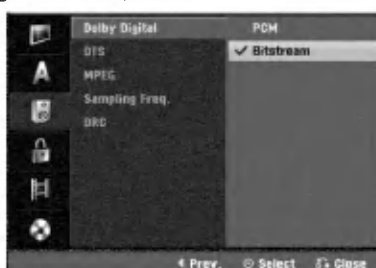 Dolby Digital
DTS
MPEG
Sampling Freq.
DRC
PCM
✓ Bitstream
A
Prev. Select Close